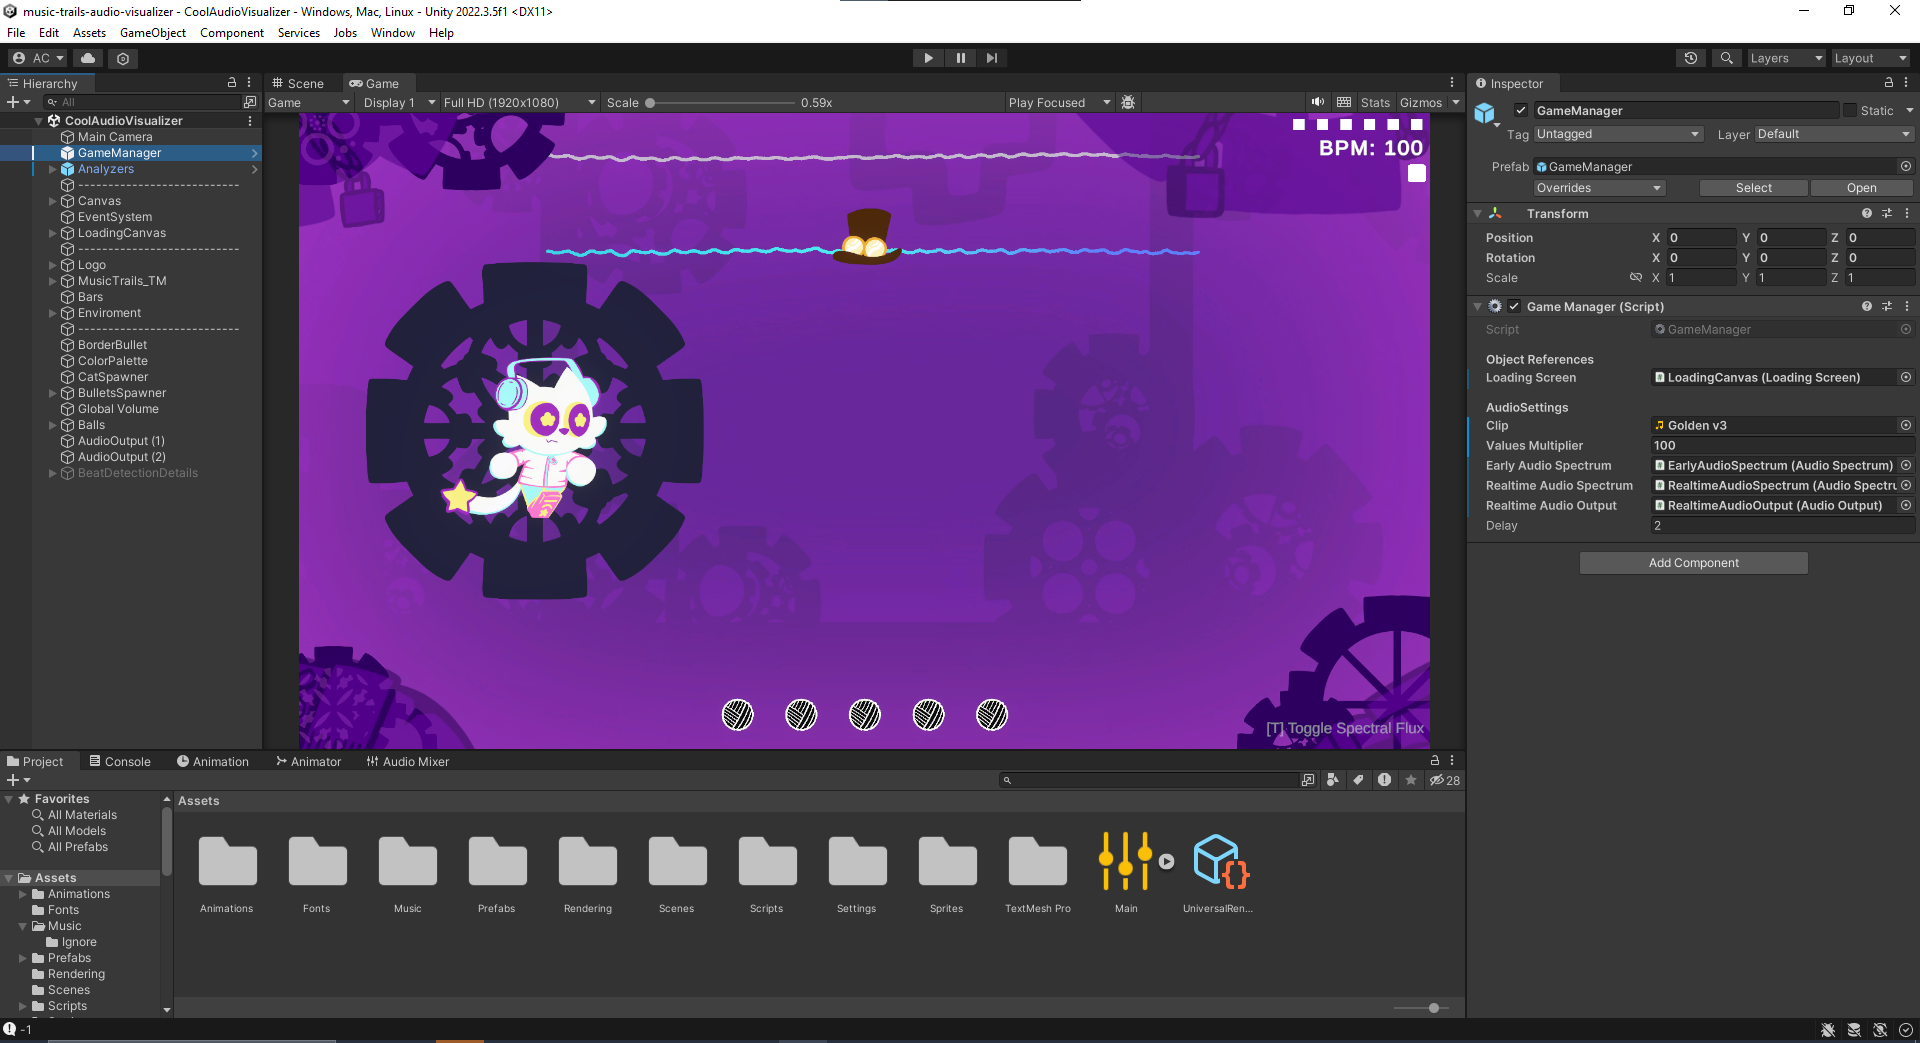 music-trails-audio-visualizer - CoolAudioVisualizer - Windows, Mac, Linux - Unity 2022.3.5f1 <DX11>
File Edit Assets GameObject Component Services Jobs Window Help
AC Layers Layout
Hierarchy
All
CoolAudioVisualizer
Main Camera
GameManager
Analyzers
-----------------------------
Canvas
EventSystem
LoadingCanvas
-----------------------------
Logo
MusicTrails_TM
Bars
Enviroment
-----------------------------
BorderBullet
ColorPalette
CatSpawner
BulletsSpawner
Global Volume
Balls
AudioOutput (1)
AudioOutput (2)
BeatDetectionDetails
Scene Game
Game Display 1 Full HD (1920x1080) Scale 0.59x Play Focused Stats Gizmos
BPM: 100
[T] Toggle Spectral Flux
Inspector
GameManager Static
Tag Untagged Layer Default
Prefab GameManager
Overrides Select Open
Transform
Position X 0 Y 0 Z 0
Rotation X 0 Y 0 Z 0
Scale X 1 Y 1 Z 1
Game Manager (Script)
Script GameManager
Object References
Loading Screen LoadingCanvas (Loading Screen)
AudioSettings
Clip Golden v3
Values Multiplier 100
Early Audio Spectrum EarlyAudioSpectrum (Audio Spectrum)
Realtime Audio Spectrum RealtimeAudioSpectrum (Audio Spectru
Realtime Audio Output RealtimeAudioOutput (Audio Output)
Delay 2
Add Component
Project Console Animation Animator Audio Mixer
28
Favorites
All Materials
All Models
All Prefabs
Assets
Animations
Fonts
Music
Ignore
Prefabs
Rendering
Scenes
Scripts
Assets
Animations Fonts Music Prefabs Rendering Scenes Scripts Settings Sprites TextMesh Pro Main UniversalRen...
-1